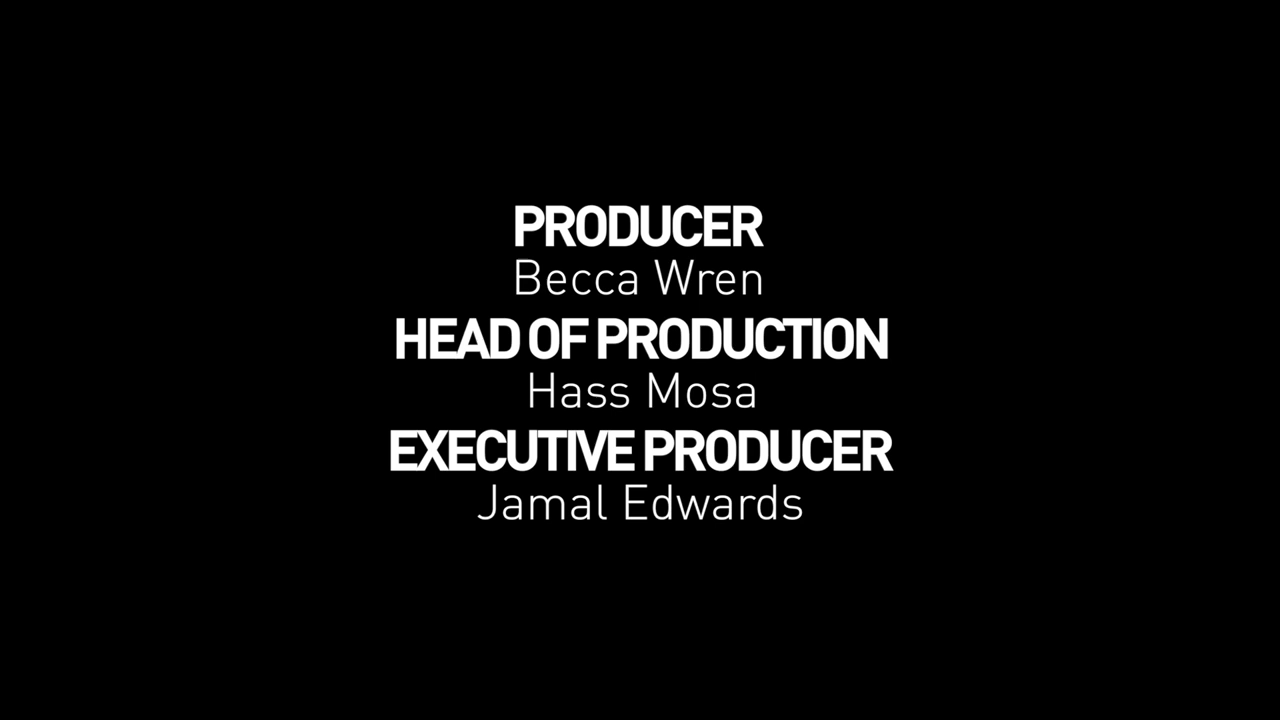 PRODUCER
Becca Wren
HEAD OF PRODUCTION
Hass Mosa
EXECUTIVE PRODUCER
Jamal Edwards